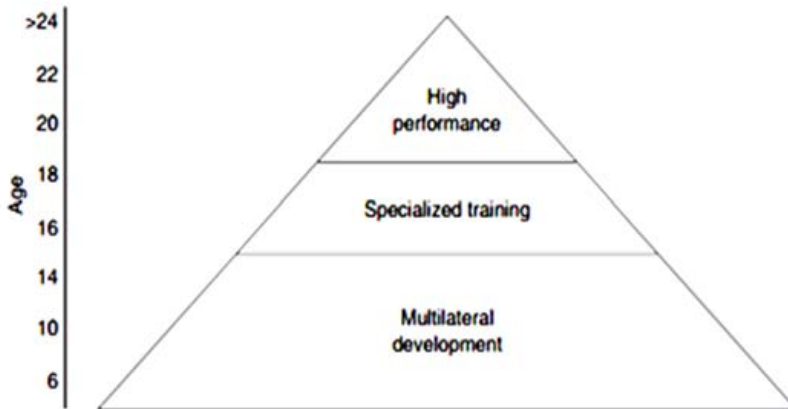 >24
22
20
18
16
14
10
6
Age
High
performance
Specialized training
Multilateral
development